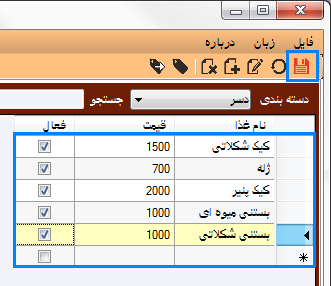 فایل زبان درباره
دسته بندی دسر جستجو
نام غذا قیمت فعال
کیک شکلاتی 1500
ژله 700
کیک پنیر 2000
بستنی میوه ای 1000
بستنی شکلاتی 1000